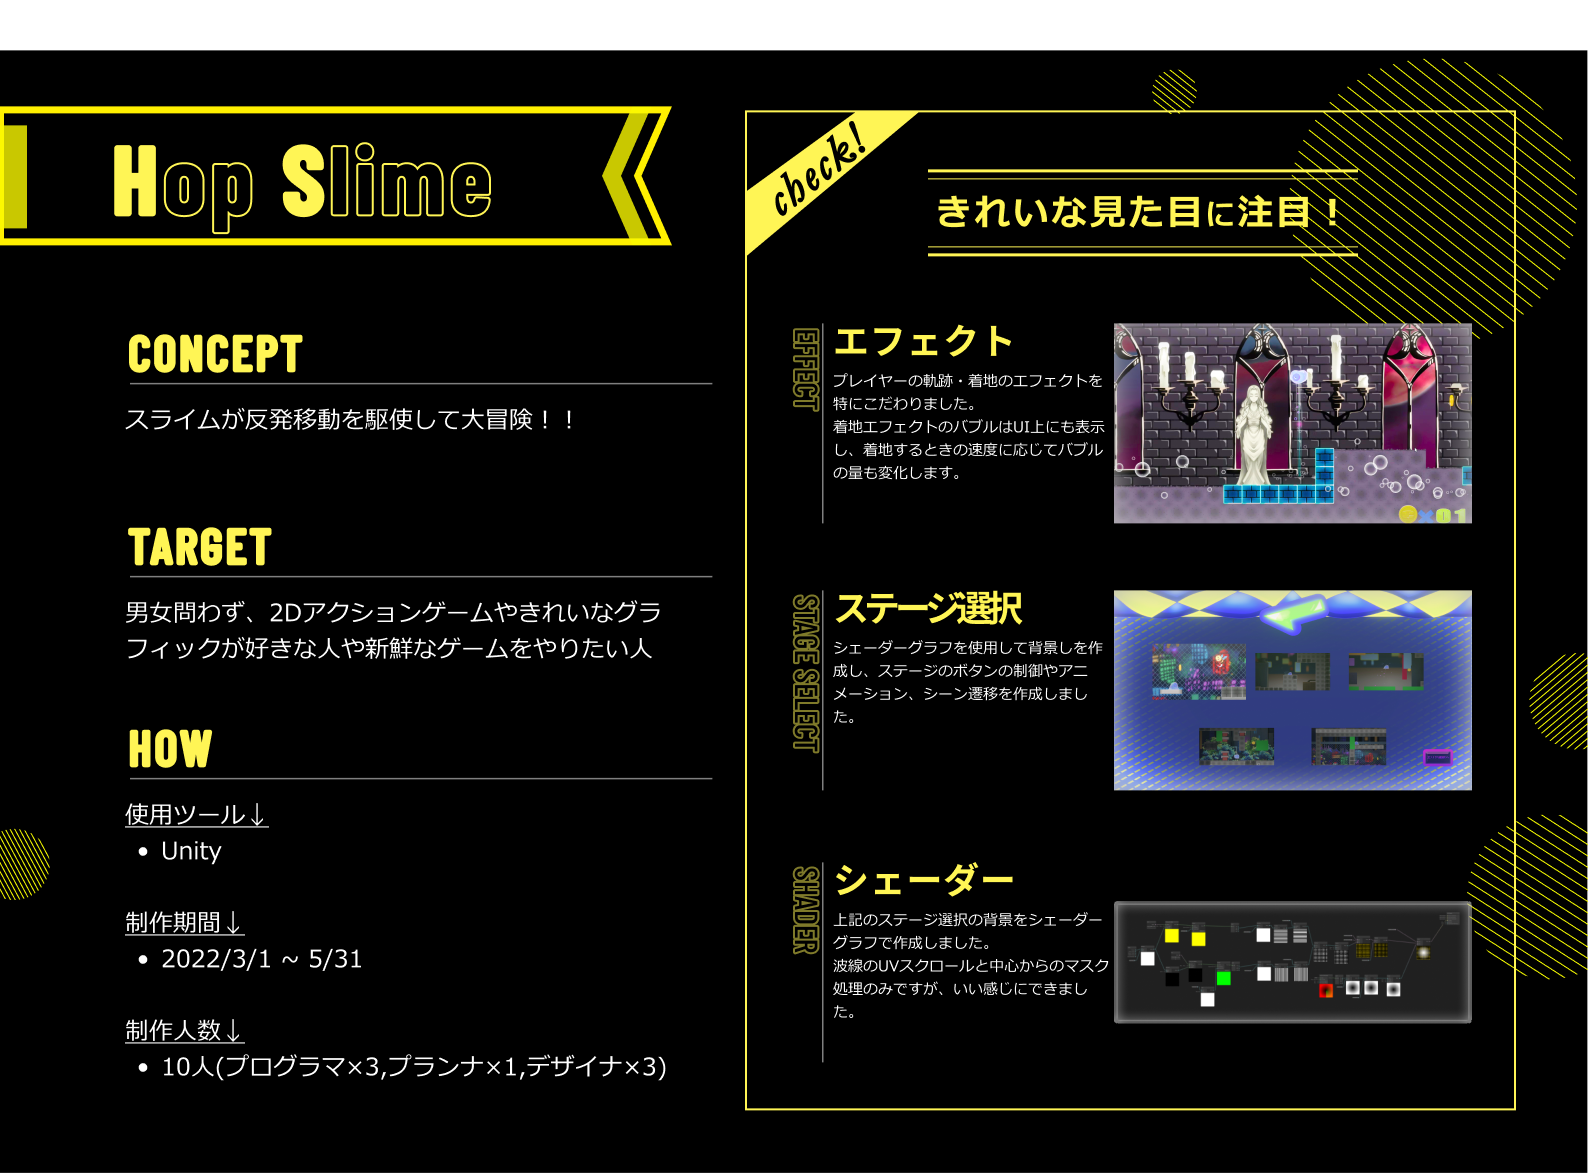 Hop Slime
CONCEPT
スライムが反発移動を駆使して大冒険！！
TARGET
男女問わず、2Dアクションゲームやきれいなグラ
フィックが好きな人や新鮮なゲームをやりたい人
HOW
使用ツール↓
• Unity
制作期間↓
• 2022/3/1 ~ 5/31
制作人数↓
• 10人(プログラマ×3,プランナ×1,デザイナ×3)
check!
きれいな見た目に注目！
EFFECT
エフェクト
プレイヤーの軌跡・着地のエフェクトを
特にこだわりました。
着地エフェクトのバブルはUI上にも表示
し、着地するときの速度に応じてバブル
の量も変化します。
×01
STAGE SELECT
ステージ選択
シェーダーグラフを使用して背景しを作
成し、ステージのボタンの制御やアニ
メーション、シーン遷移を作成しまし
た。
SHADER
シェーダー
上記のステージ選択の背景をシェーダー
グラフで作成しました。
波線のUVスクロールと中心からのマスク
処理のみですが、いい感じにできまし
た。